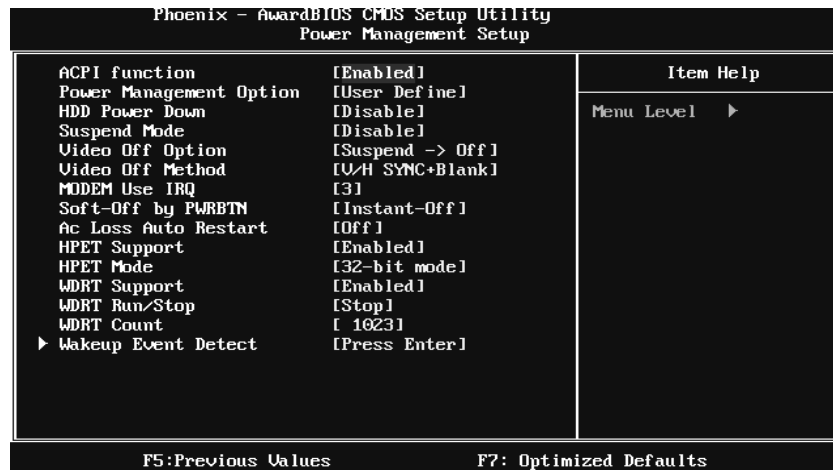 Phoenix - AwardBIOS CMOS Setup Utility
Power Management Setup
ACPI function [Enabled]
Power Management Option [User Define]
HDD Power Down [Disable]
Suspend Mode [Disable]
Video Off Option [Suspend -> Off]
Video Off Method [V/H SYNC+Blank]
MODEM Use IRQ [3]
Soft-Off by PWRBTN [Instant-Off]
Ac Loss Auto Restart [Off]
HPET Support [Enabled]
HPET Mode [32-bit mode]
WDRT Support [Enabled]
WDRT Run/Stop [Stop]
WDRT Count [ 1023]
Wakeup Event Detect [Press Enter]
Item Help
Menu Level
F5:Previous Values F7: Optimized Defaults